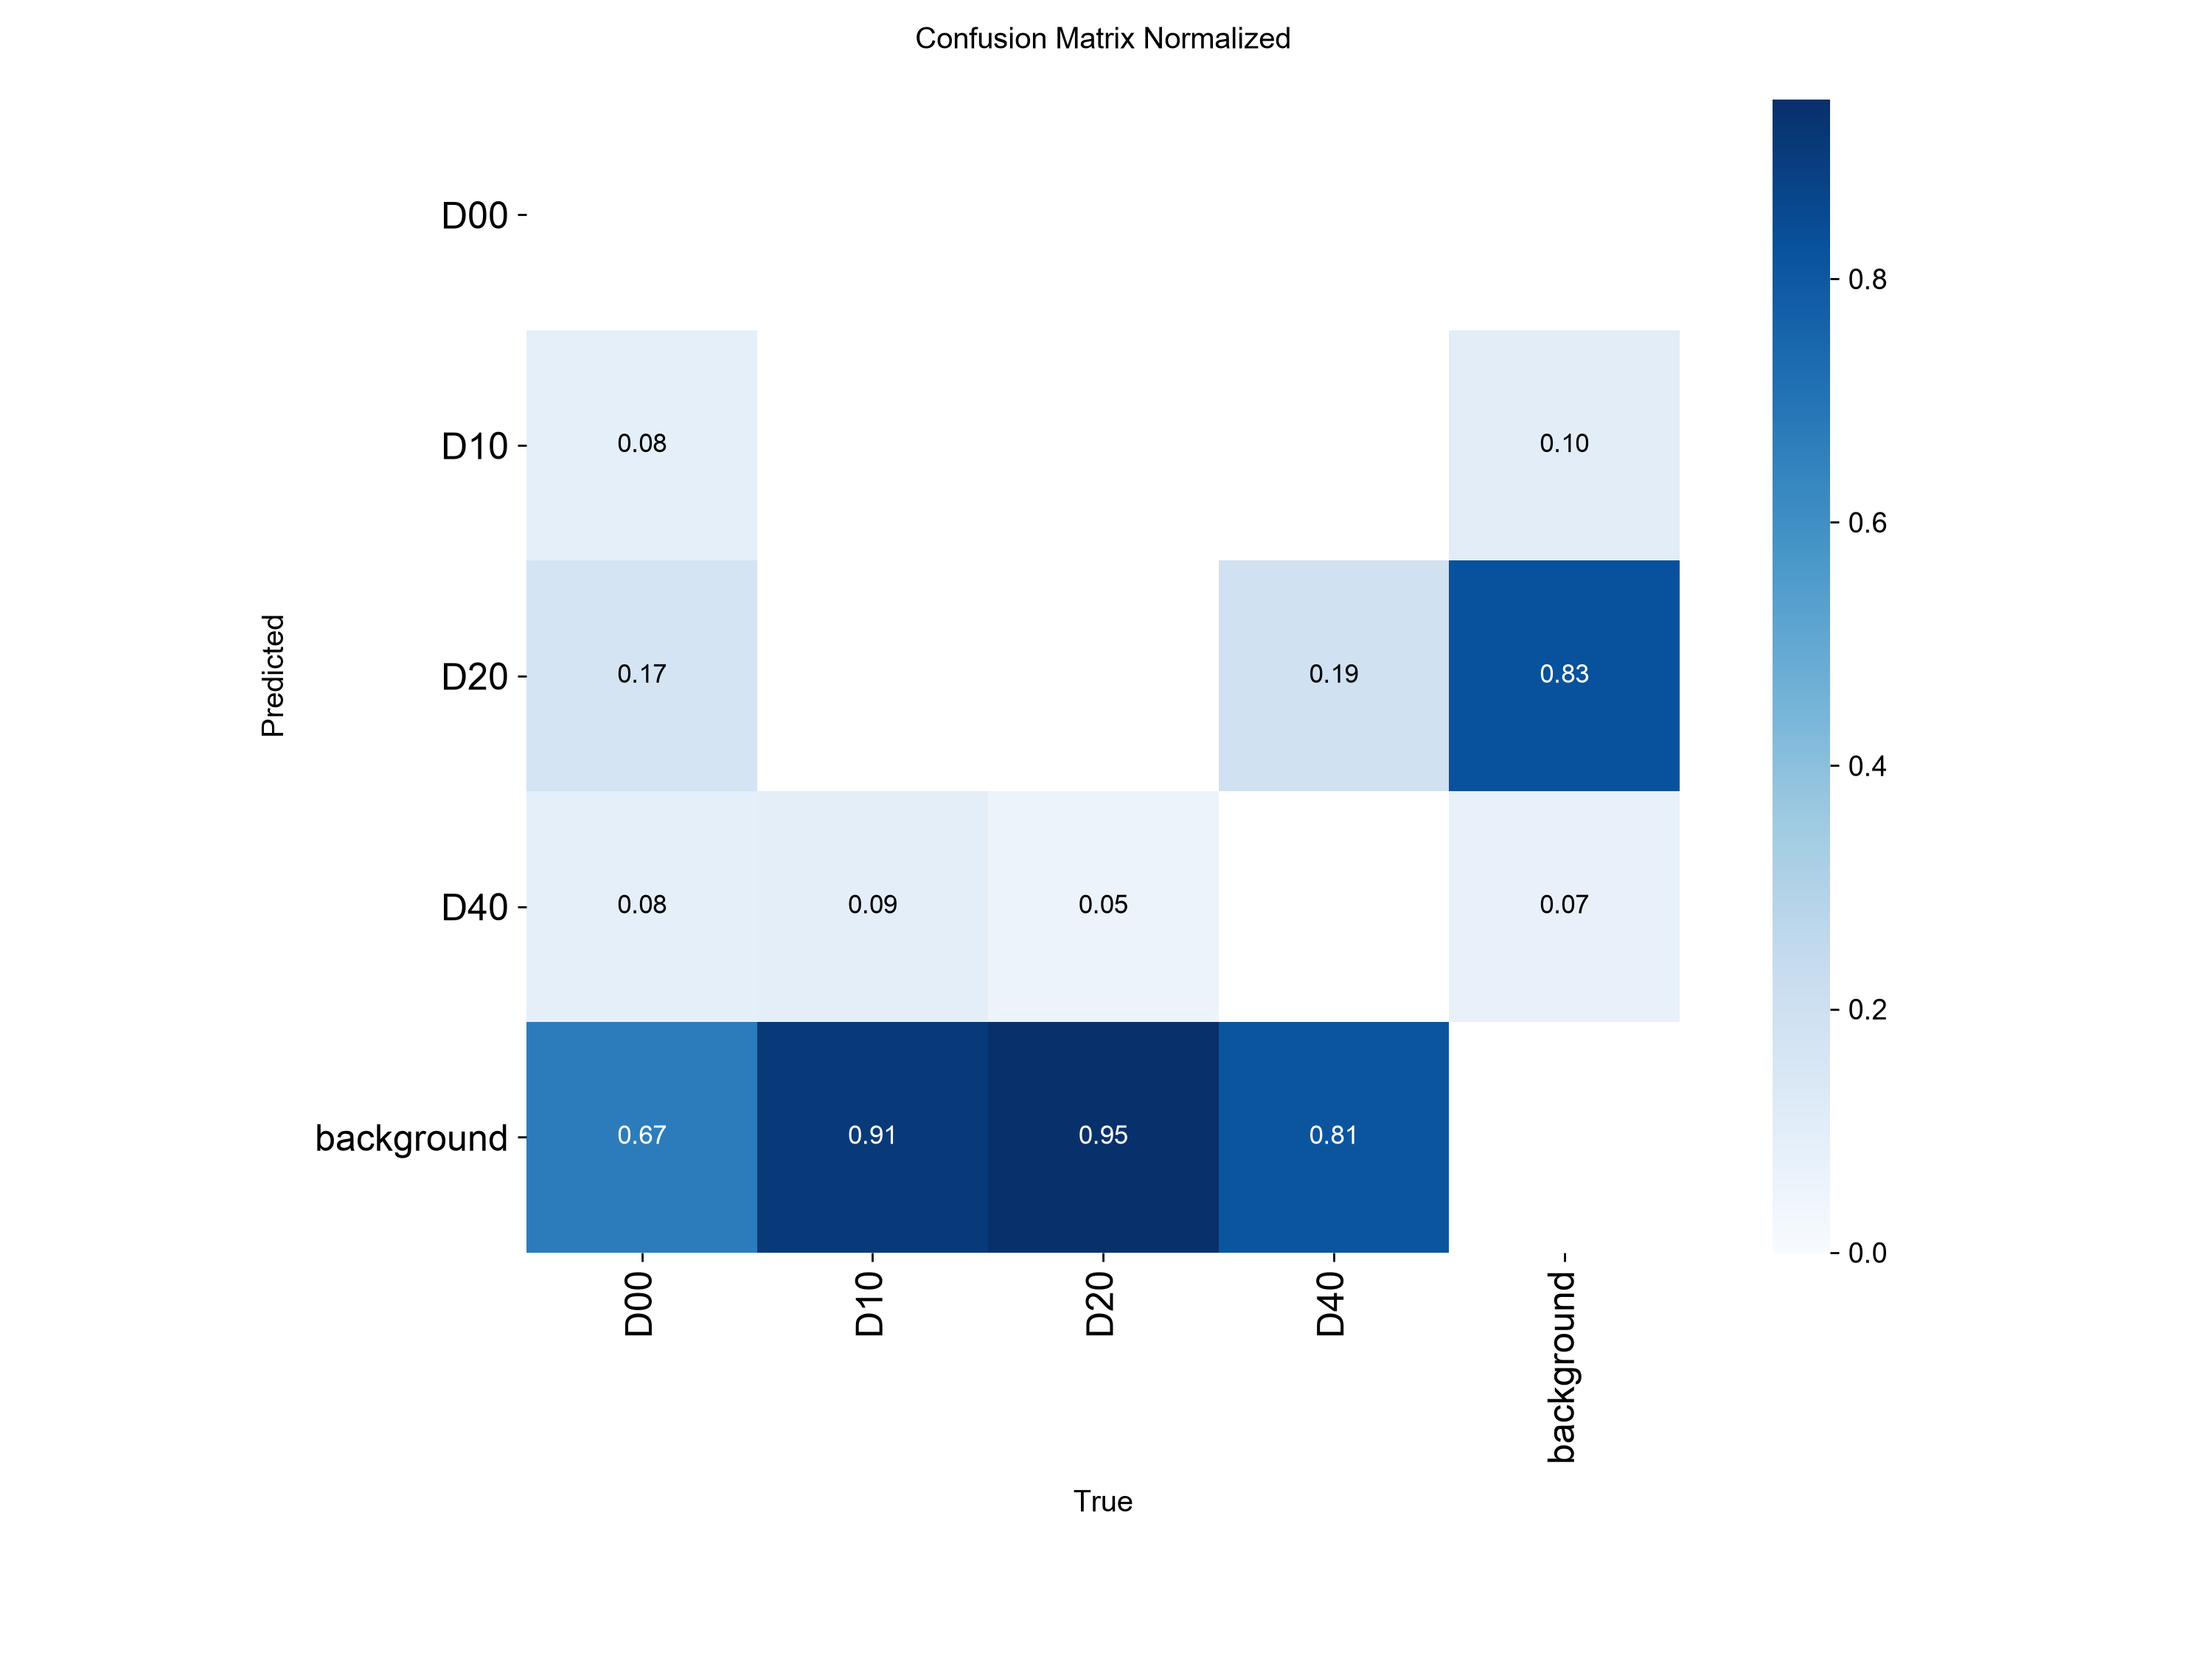 Confusion Matrix Normalized
D00
D10
D20
D40
background
Predicted
0.08
0.10
0.17
0.19
0.83
0.08
0.09
0.05
0.07
0.67
0.91
0.95
0.81
D00
D10
D20
D40
background
True
0.8
0.6
0.4
0.2
0.0